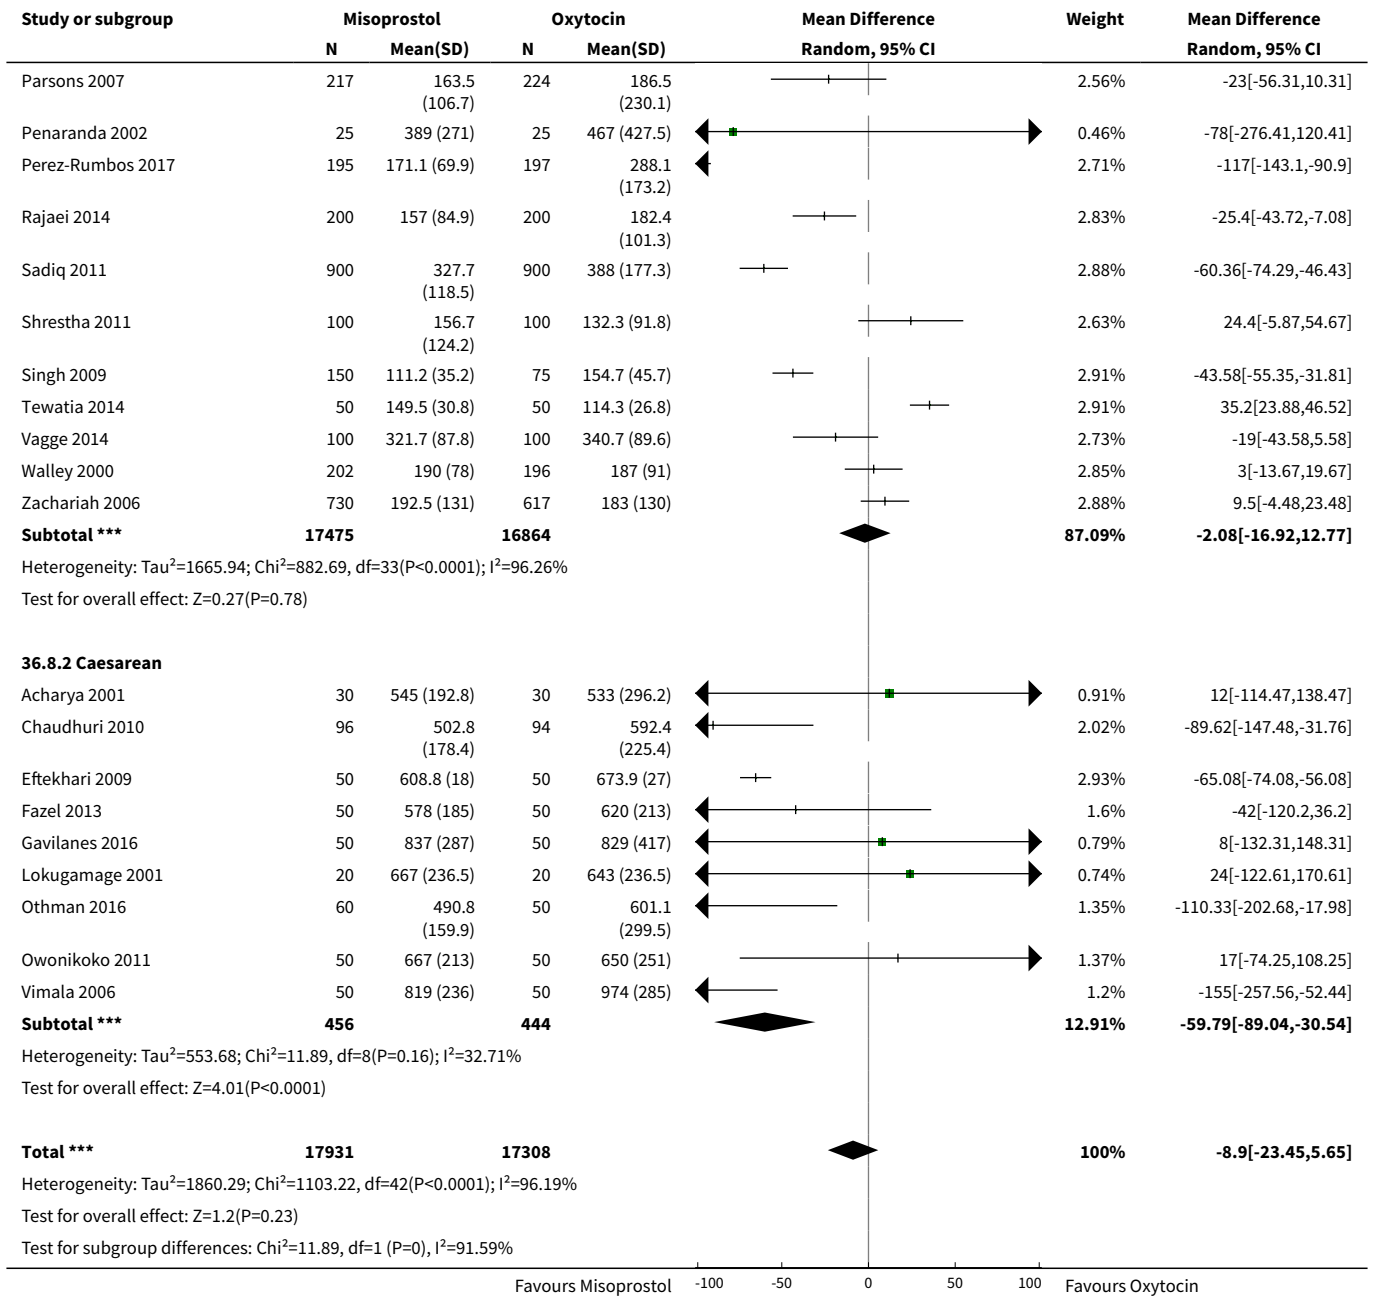 Study or subgroup Misoprostol Oxytocin Mean Difference Weight Mean Difference
N Mean(SD) N Mean(SD) Random, 95% CI Random, 95% CI
Parsons 2007 217 163.5 224 186.5 2.56% -23[-56.31,10.31]
(106.7) (230.1)
Penaranda 2002 25 389 (271) 25 467 (427.5) 0.46% -78[-276.41,120.41]
Perez-Rumbos 2017 195 171.1 (69.9) 197 288.1 2.71% -117[-143.1,-90.9]
(173.2)
Rajaei 2014 200 157 (84.9) 200 182.4 2.83% -25.4[-43.72,-7.08]
(101.3)
Sadiq 2011 900 327.7 900 388 (177.3) 2.88% -60.36[-74.29,-46.43]
(118.5)
Shrestha 2011 100 156.7 100 132.3 (91.8) 2.63% 24.4[-5.87,54.67]
(124.2)
Singh 2009 150 111.2 (35.2) 75 154.7 (45.7) 2.91% -43.58[-55.35,-31.81]
Tewatia 2014 50 149.5 (30.8) 50 114.3 (26.8) 2.91% 35.2[23.88,46.52]
Vagge 2014 100 321.7 (87.8) 100 340.7 (89.6) 2.73% -19[-43.58,5.58]
Walley 2000 202 190 (78) 196 187 (91) 2.85% 3[-13.67,19.67]
Zachariah 2006 730 192.5 (131) 617 183 (130) 2.88% 9.5[-4.48,23.48]
Subtotal *** 17475 16864 87.09% -2.08[-16.92,12.77]
Heterogeneity: Tau²=1665.94; Chi²=882.69, df=33(P<0.0001); I²=96.26%
Test for overall effect: Z=0.27(P=0.78)
36.8.2 Caesarean
Acharya 2001 30 545 (192.8) 30 533 (296.2) 0.91% 12[-114.47,138.47]
Chaudhuri 2010 96 502.8 94 592.4 2.02% -89.62[-147.48,-31.76]
(178.4) (225.4)
Eftekhari 2009 50 608.8 (18) 50 673.9 (27) 2.93% -65.08[-74.08,-56.08]
Fazel 2013 50 578 (185) 50 620 (213) 1.6% -42[-120.2,36.2]
Gavilanes 2016 50 837 (287) 50 829 (417) 0.79% 8[-132.31,148.31]
Lokugamage 2001 20 667 (236.5) 20 643 (236.5) 0.74% 24[-122.61,170.61]
Othman 2016 60 490.8 50 601.1 1.35% -110.33[-202.68,-17.98]
(159.9) (299.5)
Owonikoko 2011 50 667 (213) 50 650 (251) 1.37% 17[-74.25,108.25]
Vimala 2006 50 819 (236) 50 974 (285) 1.2% -155[-257.56,-52.44]
Subtotal *** 456 444 12.91% -59.79[-89.04,-30.54]
Heterogeneity: Tau²=553.68; Chi²=11.89, df=8(P=0.16); I²=32.71%
Test for overall effect: Z=4.01(P<0.0001)
Total *** 17931 17308 100% -8.9[-23.45,5.65]
Heterogeneity: Tau²=1860.29; Chi²=1103.22, df=42(P<0.0001); I²=96.19%
Test for overall effect: Z=1.2(P=0.23)
Test for subgroup differences: Chi²=11.89, df=1 (P=0), I²=91.59%
Favours Misoprostol -100 -50 0 50 100 Favours Oxytocin